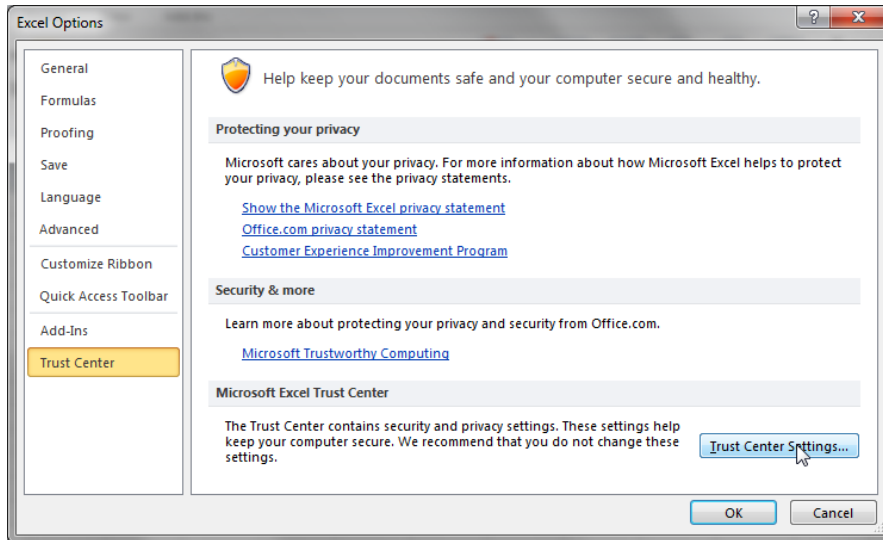 Excel Options
?
General
Formulas
Proofing
Save
Language
Advanced
Customize Ribbon
Quick Access Toolbar
Add-Ins
Trust Center
Help keep your documents safe and your computer secure and healthy.
Protecting your privacy
Microsoft cares about your privacy. For more information about how Microsoft Excel helps to protect
your privacy, please see the privacy statements.
Show the Microsoft Excel privacy statement
Office.com privacy statement
Customer Experience Improvement Program
Security & more
Learn more about protecting your privacy and security from Office.com.
Microsoft Trustworthy Computing
Microsoft Excel Trust Center
The Trust Center contains security and privacy settings. These settings help
keep your computer secure. We recommend that you do not change these
settings.
Trust Center Settings...
OK
Cancel